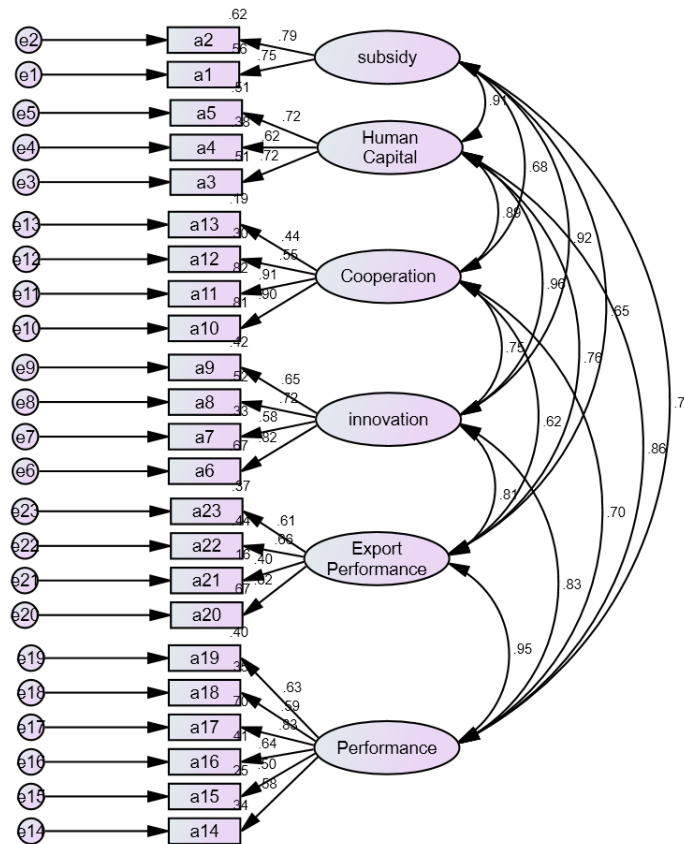 .62
e2 a2 .79 subsidy
.56
e1 a1 .75
.51
e5 a5 .72 .91
.38
e4 a4 .62 Human
Capital
.51
e3 a3 .72 .68
.19
e13 a13 .44 .89
.30
e12 a12 .55 .92
.82
e11 a11 .91 Cooperation .96
.81
e10 a10 .90 .65
.42
e9 a9 .65 .75 .76
.52
e8 a8 .72
.33
e7 a7 .58 innovation .62
.67
e6 a6 .82 .86
.37
e23 a23 .61 .81 .70
.44
e22 a22 .66 Export
Performance
.16
e21 a21 .40 .83
.67
e20 a20
.40
e19 a19 .63 .95
.35
e18 a18 .59
.70
e17 a17 .83
.41
e16 a16 .64 Performance
.25
e15 a15 .50
.34
e14 a14 .58